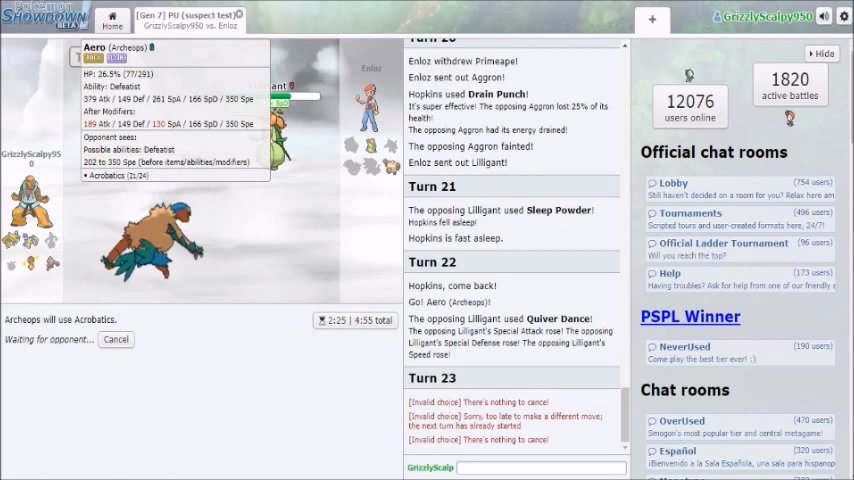 Pokémon
SHOWDOWN
BETA
Home
[Gen 7] PU (suspect test)
GrizzlyScalpy950 vs. Enloz
+
GrizzlyScalpy950
Aero (Archeops)
ROCK FLYING
HP: 26.5% (77/291)
Ability: Defeatist
379 Atk / 149 Def / 261 SpA / 166 SpD / 350 Spe
After Modifiers:
189 Atk / 149 Def / 130 SpA / 166 SpD / 350 Spe
Opponent sees:
Possible abilities: Defeatist
202 to 350 Spe (before items/abilities/modifiers)
• Acrobatics (21/24)
Enloz
GrizzlyScalpy95
0
Archeops will use Acrobatics.
Waiting for opponent... Cancel
2:25 | 4:55 total
Turn 20
Enloz withdrew Primeape!
Enloz sent out Aggron!
Hopkins used Drain Punch!
It's super effective! The opposing Aggron lost 25% of its
health!
The opposing Aggron had its energy drained!
The opposing Aggron fainted!
Enloz sent out Lilligant!
Turn 21
The opposing Lilligant used Sleep Powder!
Hopkins fell asleep!
Hopkins is fast asleep.
Turn 22
Hopkins, come back!
Go! Aero (Archeops)!
The opposing Lilligant used Quiver Dance!
The opposing Lilligant's Special Attack rose! The opposing
Lilligant's Special Defense rose! The opposing Lilligant's
Speed rose!
Turn 23
[Invalid choice] There's nothing to cancel!
[Invalid choice] Sorry, too late to make a different move;
the next turn has already started
[Invalid choice] There's nothing to cancel!
GrizzlyScalp
Hide
12076
users online
1820
active battles
Official chat rooms
Lobby (754 users)
Still haven't decided on a room for you? Relax here am
Tournaments (496 users)
Scripted tours and user-created formats here, 24/7!
Official Ladder Tournament (96 users)
Will you reach the top?
Help (173 users)
Having troubles? Ask for help from one of our friendly s
PSPL Winner
NeverUsed (190 users)
Come play the best tier ever! :)
Chat rooms
OverUsed (470 users)
Smogon's most popular tier and central metagame!
Español (320 users)
¡Bienvenido a la Sala Española, una sala para hispanop